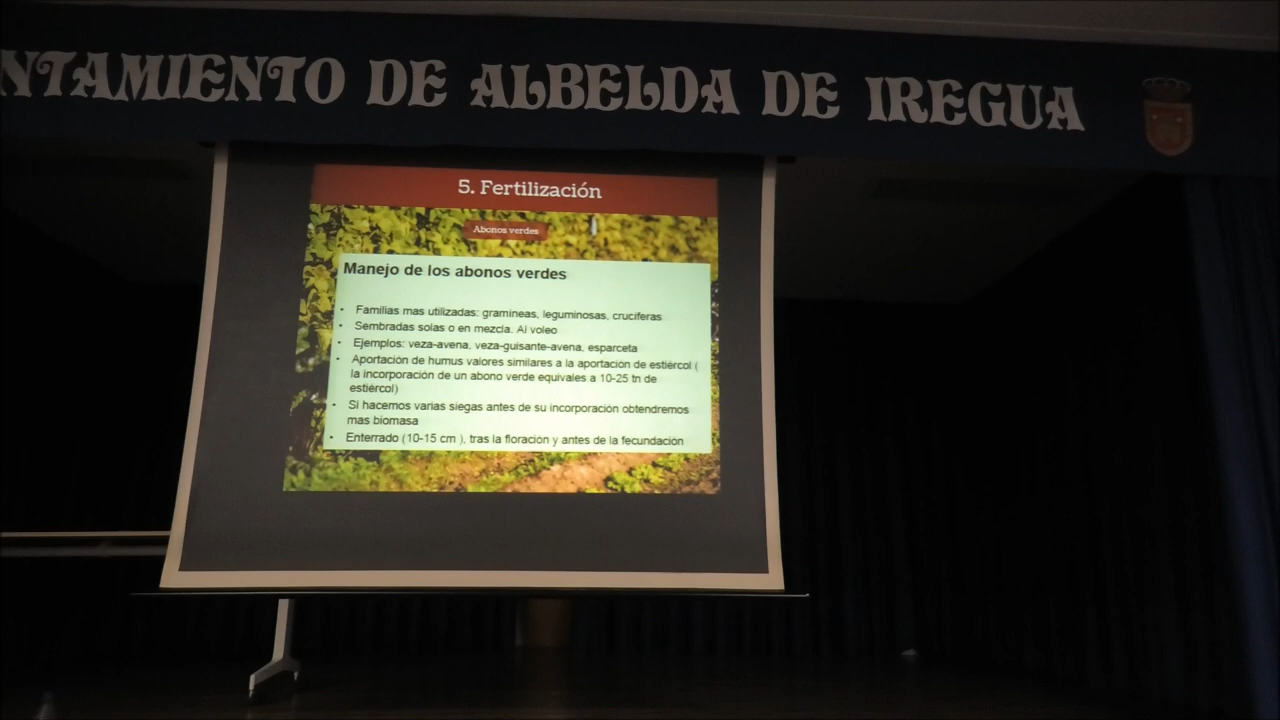 NTAMIENTO DE ALBELDA DE IREGUA
5. Fertilización
Abonos verdes
Manejo de los abonos verdes
• Familias mas utilizadas: gramíneas, leguminosas, crucíferas
• Sembradas solas o en mezcla. Al voleo
• Ejemplos: veza-avena, veza-guisante-avena, esparceta
• Aportación de humus valores similares a la aportación de estiércol (
la incorporación de un abono verde equivales a 10-25 tn de
estiércol)
• Si hacemos varias siegas antes de su incorporación obtendremos
mas biomasa
• Enterrado (10-15 cm ), tras la floración y antes de la fecundación